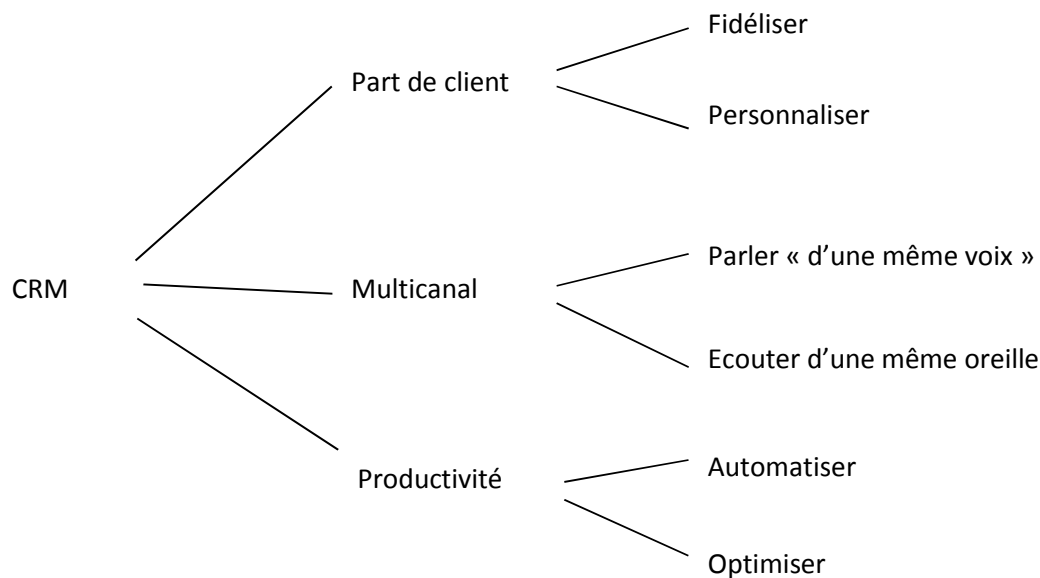 Fidéliser
Part de client
Personnaliser
Parler « d’une même voix »
CRM
Multicanal
Ecouter d’une même oreille
Productivité
Automatiser
Optimiser